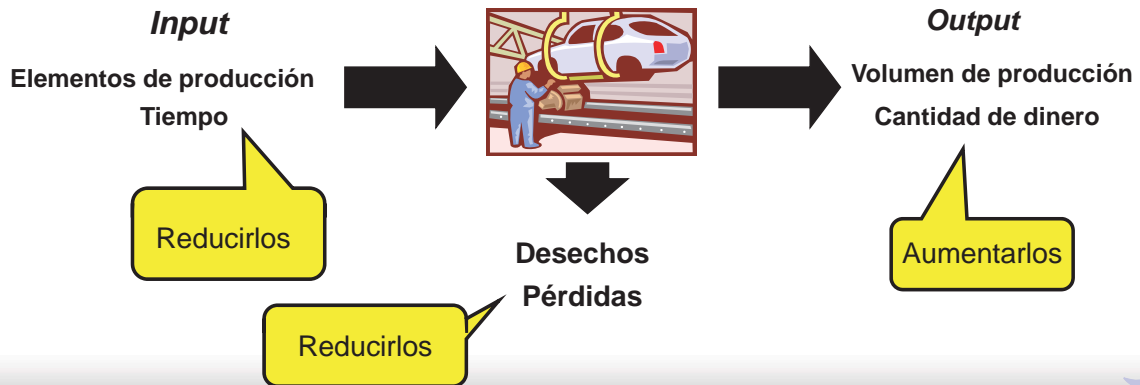 Input
Elementos de producción
Tiempo
Reducirlos
Output
Volumen de producción
Cantidad de dinero
Aumentarlos
Desechos
Pérdidas
Reducirlos